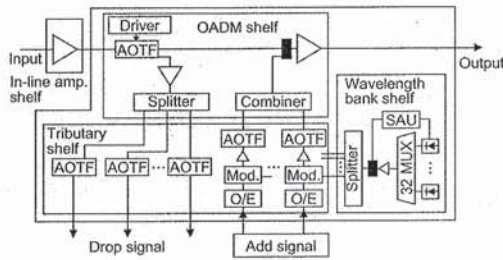 Driver
OADM shelf
Input
AOTF
Output
In-line amp.
shelf
Wavelength
bank shelf
Splitter
Combiner
Tributary
shelf
SAU
AOTF
AOTF
AOTF
AOTF
AOTF
Mod.
Mod.
Splitter
32 MUX
O/E
O/E
Drop signal
Add signal